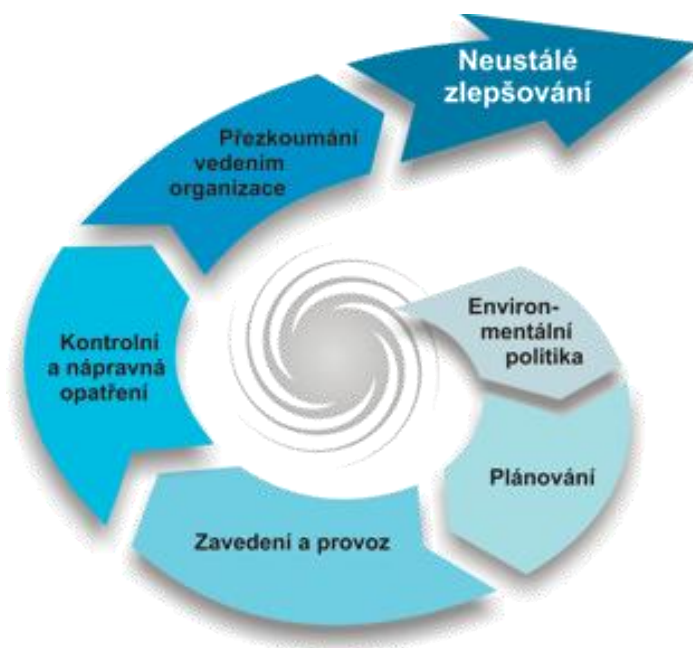 Neustálé
zlepšování
Přezkoumání
vedením
organizace
Environ-
mentální
politika
Kontrolní
a nápravná
opatření
Plánování
Zavedení a provoz